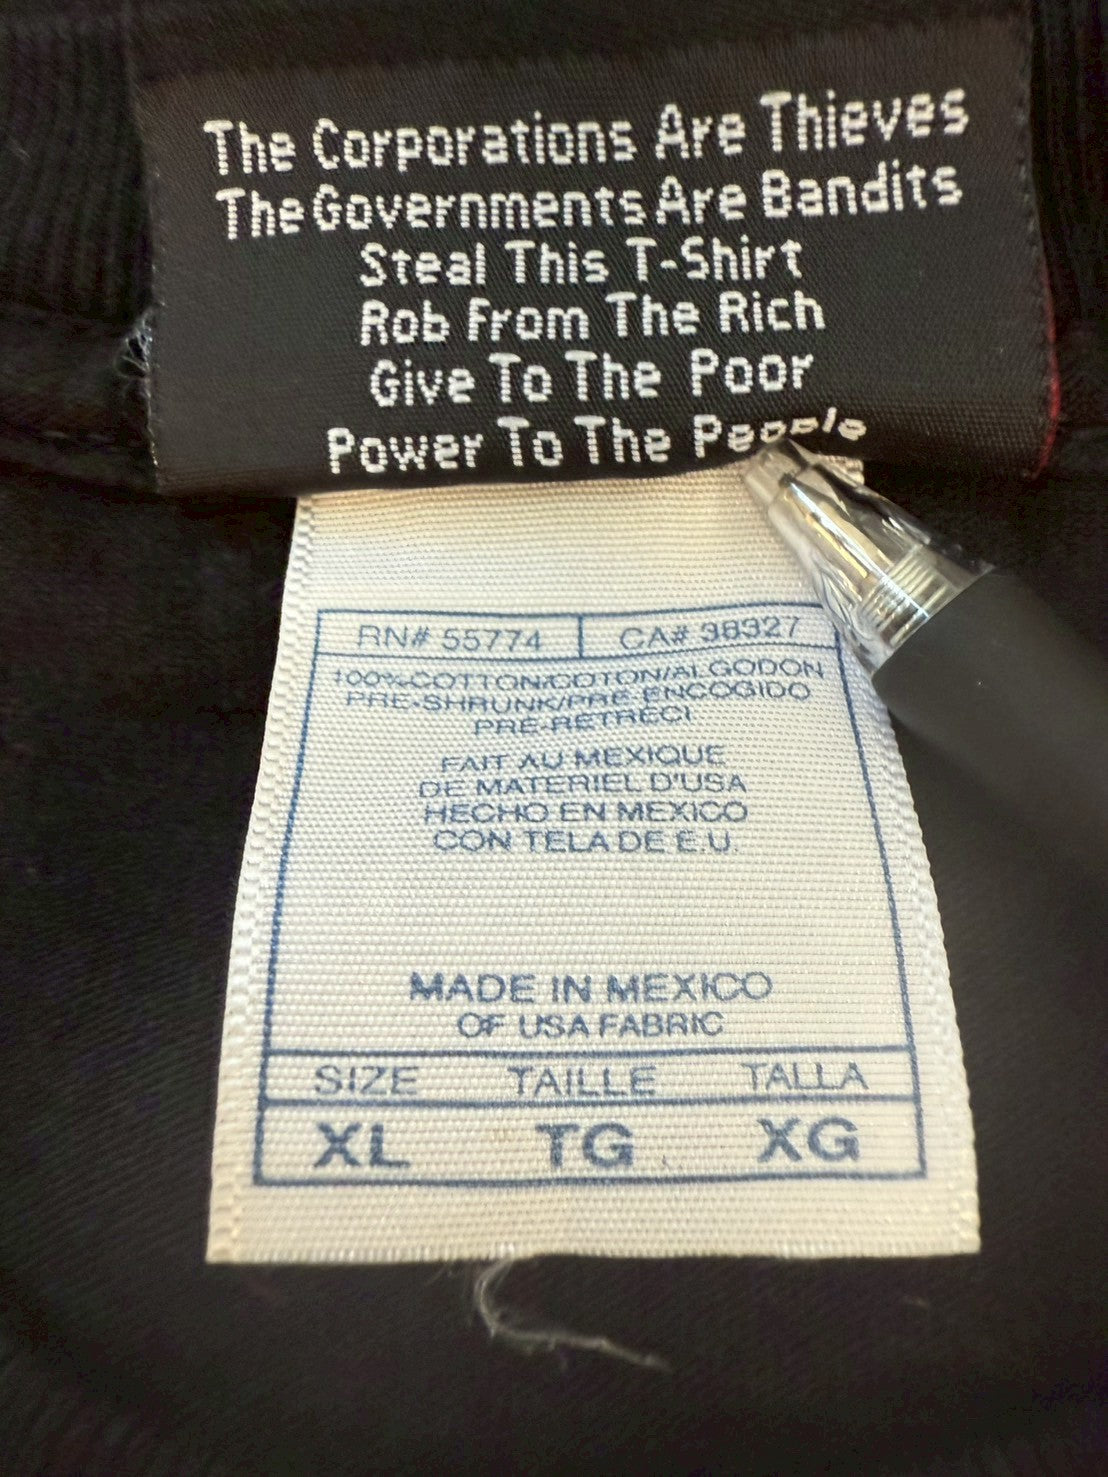 The Corporations Are Thieves
The Governments Are Bandits
Steal This T-Shirt
Rob From The Rich
Give To The Poor
Power To The People
RN# 55774
CA# 38327
100% COTTON/COTON/ALGODON
PRE-SHRUNK/PRE-ENCOGIDO
PRÉ-RETRÉCI
FAIT AU MEXIQUE
DE MATERIEL D'USA
HECHO EN MEXICO
CON TELA DE E.U.
MADE IN MEXICO
OF USA FABRIC
SIZE TAILLE TALLA
XL TG XG